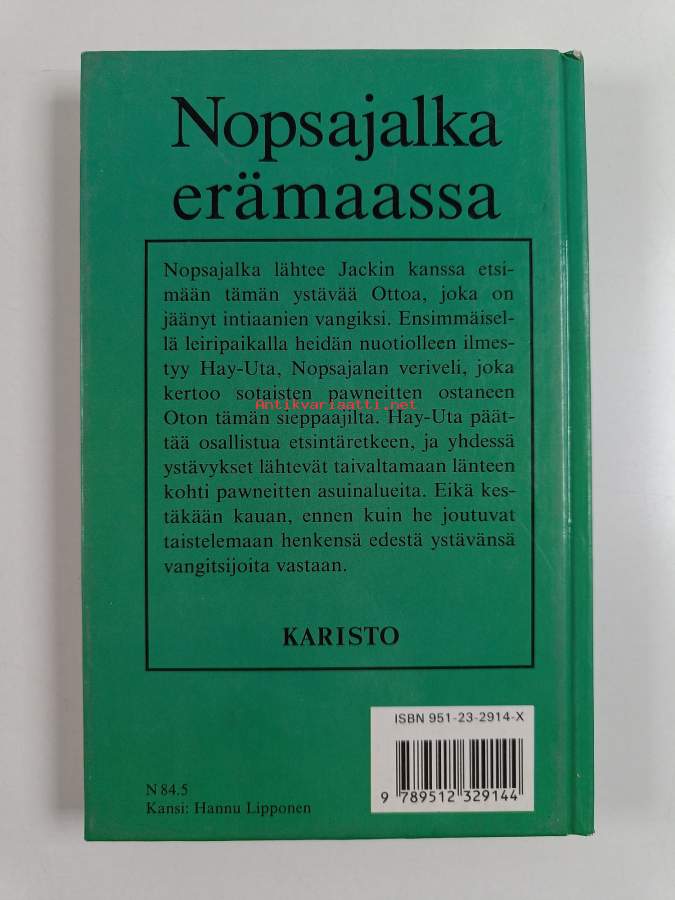 Nopsajalka
erämaassa
Nopsajalka lähtee Jackin kanssa etsi-
mään tämän ystävää Ottoa, joka on
jäänyt intiaanien vangiksi. Ensimmäisel-
lä leiripaikalla heidän nuotiolleen ilmes-
tyy Hay-Uta, Nopsajalan veriveli, joka
kertoo sotaisten pawneitten ostaneen
Antikvariaatti.net
Oton tämän sieppaajilta. Hay-Uta päät-
tää osallistua etsintäretkeen, ja yhdessä
ystävykset lähtevät taivaltamaan länteen
kohti pawneitten asuinalueita. Eikä kes-
täkään kauan, ennen kuin he joutuvat
taistelemaan henkensä edestä ystävänsä
vangitsijoita vastaan.
KARISTO
ISBN 951-23-2914-X
9 789512 329144
N 84.5
Kansi: Hannu Lipponen